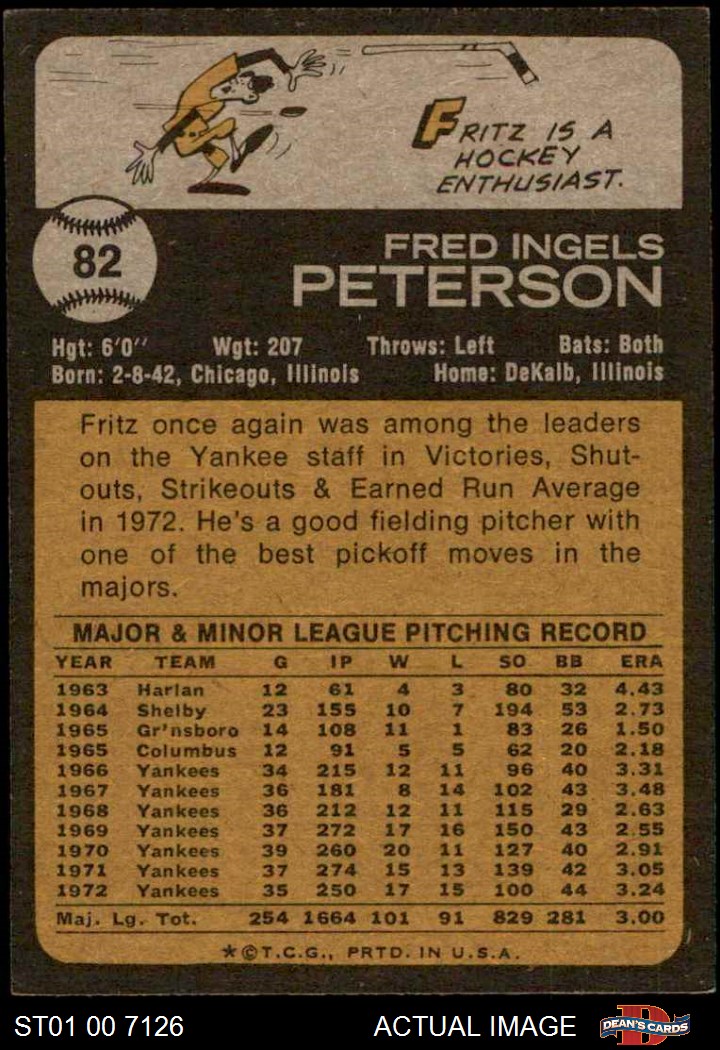 FRITZ IS A
HOCKEY
ENTHUSIAST.
82
FRED INGELS
PETERSON
Hgt: 6'0'' Wgt: 207 Throws: Left Bats: Both
Born: 2-8-42, Chicago, Illinois Home: DeKalb, Illinois
Fritz once again was among the leaders
on the Yankee staff in Victories, Shut-
outs, Strikeouts & Earned Run Average
in 1972. He's a good fielding pitcher with
one of the best pickoff moves in the
majors.
MAJOR & MINOR LEAGUE PITCHING RECORD
YEAR TEAM G IP W L SO BB ERA
1963 Harlan 12 61 4 3 80 32 4.43
1964 Shelby 23 155 10 7 194 53 2.73
1965 Gr'nsboro 14 108 11 1 83 26 1.50
1965 Columbus 12 91 5 5 62 20 2.18
1966 Yankees 34 215 12 11 96 40 3.31
1967 Yankees 36 181 8 14 102 43 3.48
1968 Yankees 36 212 12 11 115 29 2.63
1969 Yankees 37 272 17 16 150 43 2.55
1970 Yankees 39 260 20 11 127 40 2.91
1971 Yankees 37 274 15 13 139 42 3.05
1972 Yankees 35 250 17 15 100 44 3.24
Maj. Lg. Tot. 254 1664 101 91 829 281 3.00
*©T.C.G., PRTD. IN U.S.A.
ST01 00 7126 ACTUAL IMAGE D DEAN'S CARDS